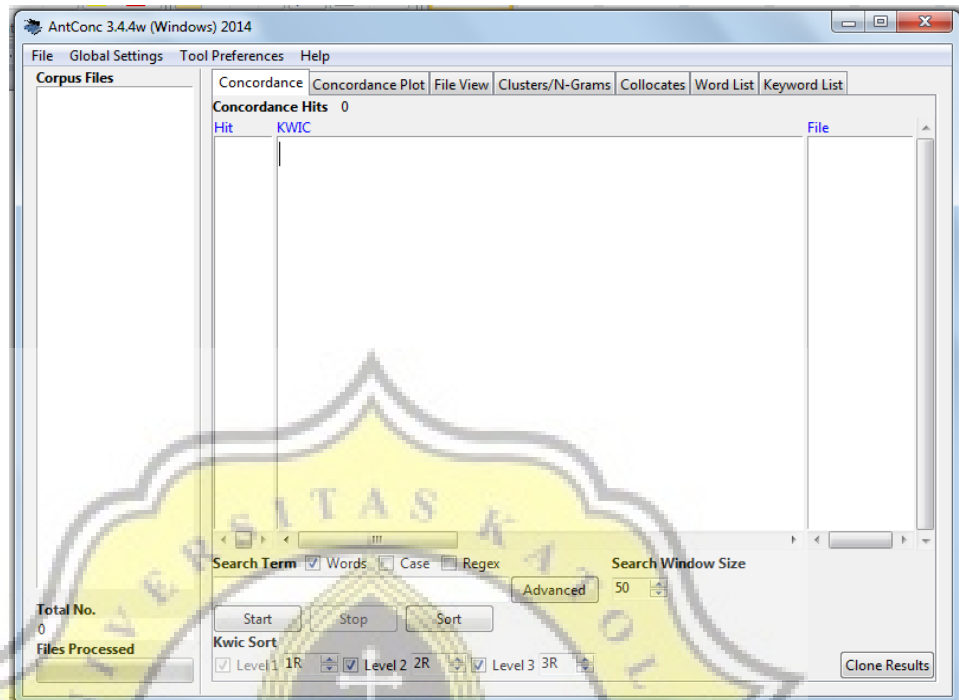 AntConc 3.4.4w (Windows) 2014
File Global Settings Tool Preferences Help
Corpus Files
Concordance Concordance Plot File View Clusters/N-Grams Collocates Word List Keyword List
Concordance Hits 0
Hit KWIC File
Search Term Words Case Regex Search Window Size
Advanced 50
Total No.
0
Start Stop Sort
Files Processed
Kwic Sort
Level 1 1R Level 2 2R Level 3 3R
Clone Results